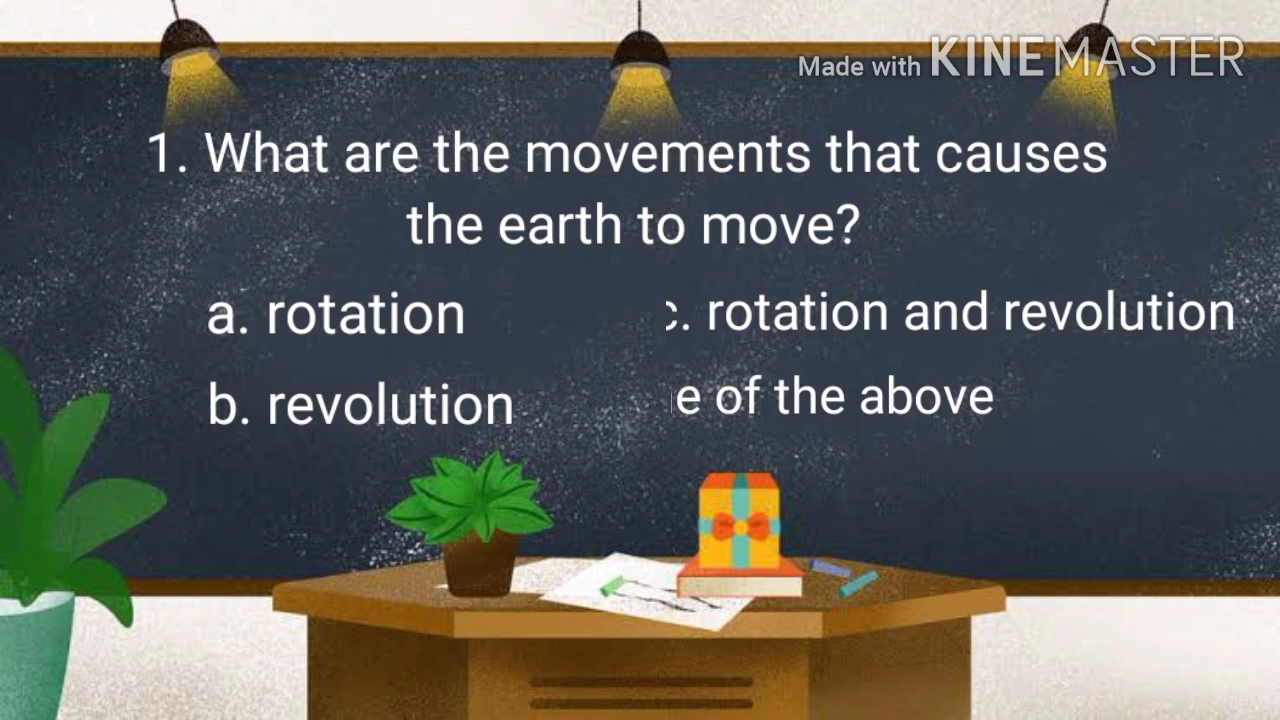 Made with KINEMASTER
1. What are the movements that causes
the earth to move?
a. rotation
c. rotation and revolution
b. revolution
e of the above